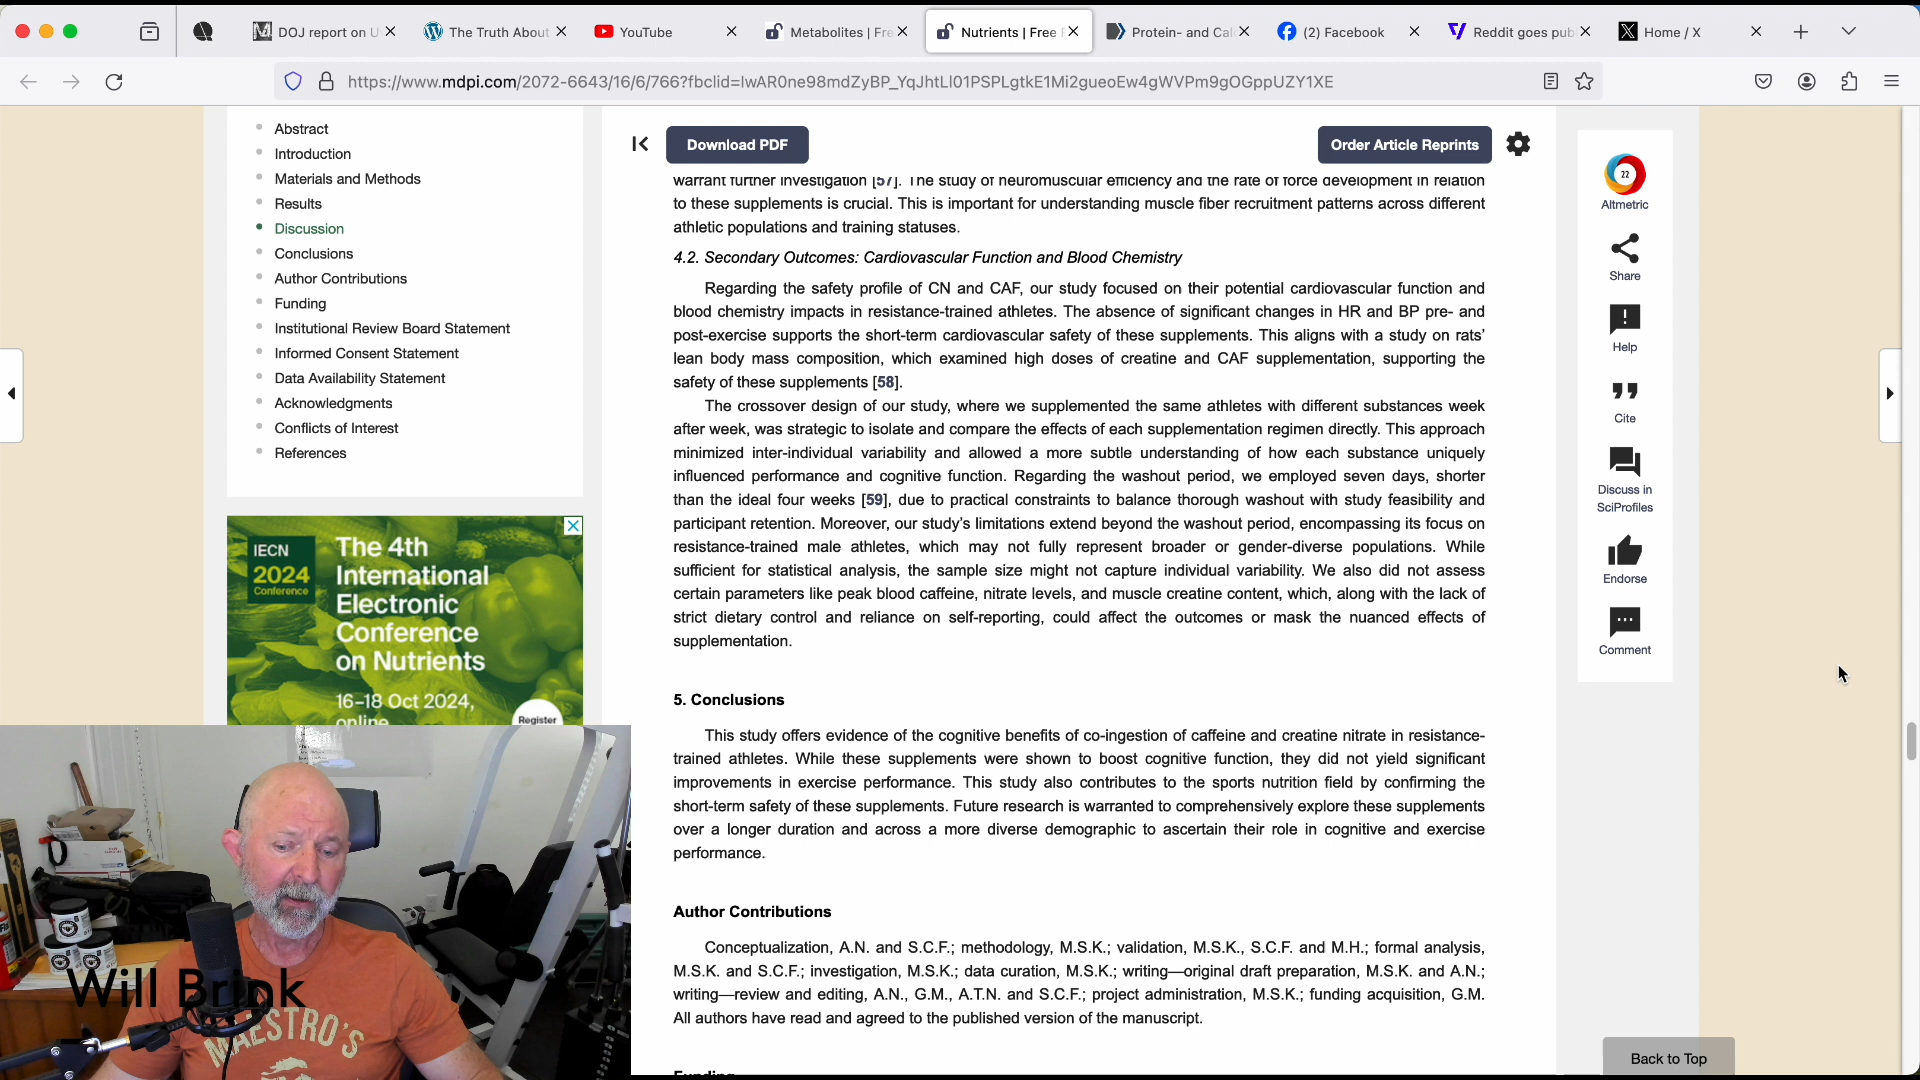 DOJ report on U
The Truth About
YouTube
Metabolites | Fre
Nutrients | Free F
Protein- and Cal
(2) Facebook
Reddit goes pub
Home / X
https://www.mdpi.com/2072-6643/16/6/766?fbclid=IwAR0ne98mdZyBP_YqJhtLl01PSPLgtkE1Mi2gueoEw4gWVPm9gOGppUZY1XE
Abstract
Introduction
Materials and Methods
Results
Discussion
Conclusions
Author Contributions
Funding
Institutional Review Board Statement
Informed Consent Statement
Data Availability Statement
Acknowledgments
Conflicts of Interest
References
IECN
2024
Conference
The 4th
International
Electronic
Conference
on Nutrients
16–18 Oct 2024,
online
Register
Download PDF
Order Article Reprints
warrant further investigation [57]. The study of neuromuscular efficiency and the rate of force development in relation
to these supplements is crucial. This is important for understanding muscle fiber recruitment patterns across different
athletic populations and training statuses.
4.2. Secondary Outcomes: Cardiovascular Function and Blood Chemistry
Regarding the safety profile of CN and CAF, our study focused on their potential cardiovascular function and
blood chemistry impacts in resistance-trained athletes. The absence of significant changes in HR and BP pre- and
post-exercise supports the short-term cardiovascular safety of these supplements. This aligns with a study on rats’
lean body mass composition, which examined high doses of creatine and CAF supplementation, supporting the
safety of these supplements [58].
The crossover design of our study, where we supplemented the same athletes with different substances week
after week, was strategic to isolate and compare the effects of each supplementation regimen directly. This approach
minimized inter-individual variability and allowed a more subtle understanding of how each substance uniquely
influenced performance and cognitive function. Regarding the washout period, we employed seven days, shorter
than the ideal four weeks [59], due to practical constraints to balance thorough washout with study feasibility and
participant retention. Moreover, our study’s limitations extend beyond the washout period, encompassing its focus on
resistance-trained male athletes, which may not fully represent broader or gender-diverse populations. While
sufficient for statistical analysis, the sample size might not capture individual variability. We also did not assess
certain parameters like peak blood caffeine, nitrate levels, and muscle creatine content, which, along with the lack of
strict dietary control and reliance on self-reporting, could affect the outcomes or mask the nuanced effects of
supplementation.
5. Conclusions
This study offers evidence of the cognitive benefits of co-ingestion of caffeine and creatine nitrate in resistance-
trained athletes. While these supplements were shown to boost cognitive function, they did not yield significant
improvements in exercise performance. This study also contributes to the sports nutrition field by confirming the
short-term safety of these supplements. Future research is warranted to comprehensively explore these supplements
over a longer duration and across a more diverse demographic to ascertain their role in cognitive and exercise
performance.
Author Contributions
Conceptualization, A.N. and S.C.F.; methodology, M.S.K.; validation, M.S.K., S.C.F. and M.H.; formal analysis,
M.S.K. and S.C.F.; investigation, M.S.K.; data curation, M.S.K.; writing—original draft preparation, M.S.K. and A.N.;
writing—review and editing, A.N., G.M., A.T.N. and S.C.F.; project administration, M.S.K.; funding acquisition, G.M.
All authors have read and agreed to the published version of the manuscript.
Funding
22
Altmetric
Share
Help
Cite
Discuss in
SciProfiles
Endorse
Comment
Back to Top
Will Brink
MAESTRO'S